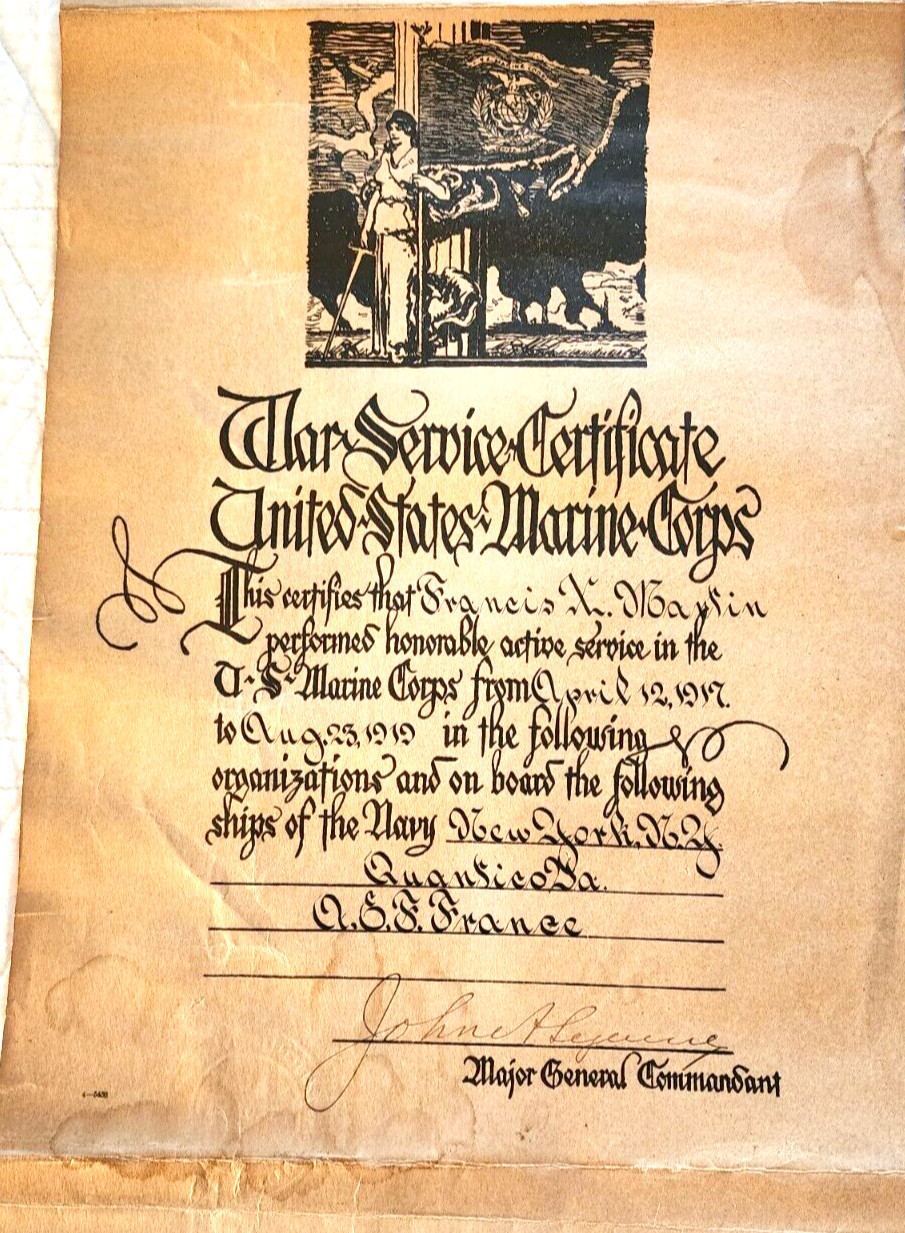 War Service Certificate
United States Marine Corps
This certifies that Francis X. Martin
performed honorable active service in the
U. S. Marine Corps from April 12, 1917.
to Aug. 23, 1919 in the following
organizations and on board the following
ships of the Navy New York, N.Y.
Quantico Va.
A.E.F. France
John A Lejeune
Major General Commandant